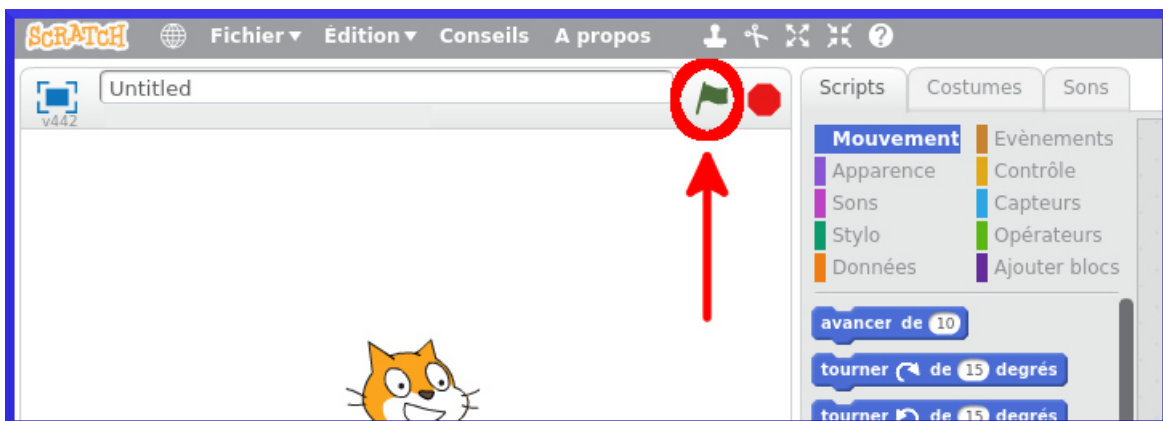 SCRATCH Fichier Édition Conseils A propos
Untitled
v442
Scripts Costumes Sons
Mouvement Evènements
Apparence Contrôle
Sons Capteurs
Stylo Opérateurs
Données Ajouter blocs
avancer de 10
tourner de 15 degrés
tourner de 15 degrés